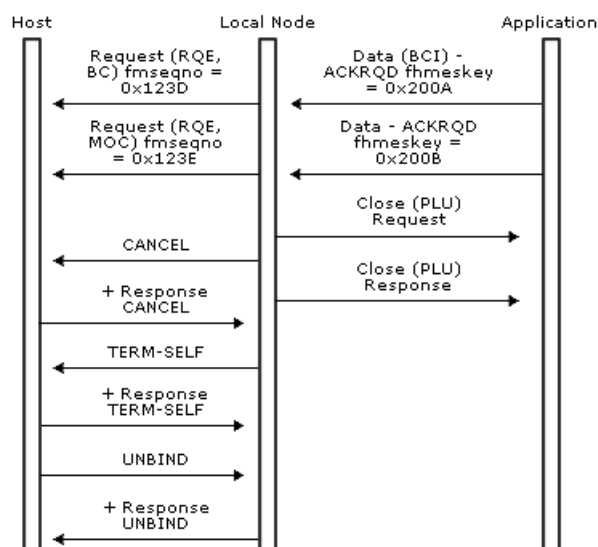 Host
Local Node
Application
Request (RQE,
BC) fmseqno =
0x123D
Data (BCI) -
ACKRQD fhmeskey
= 0x200A
Request (RQE,
MOC) fmseqno
= 0x123E
Data - ACKRQD
fhmeskey =
0x200B
Close (PLU)
Request
CANCEL
Close (PLU)
Response
+ Response
CANCEL
TERM-SELF
+ Response
TERM-SELF
UNBIND
+ Response
UNBIND